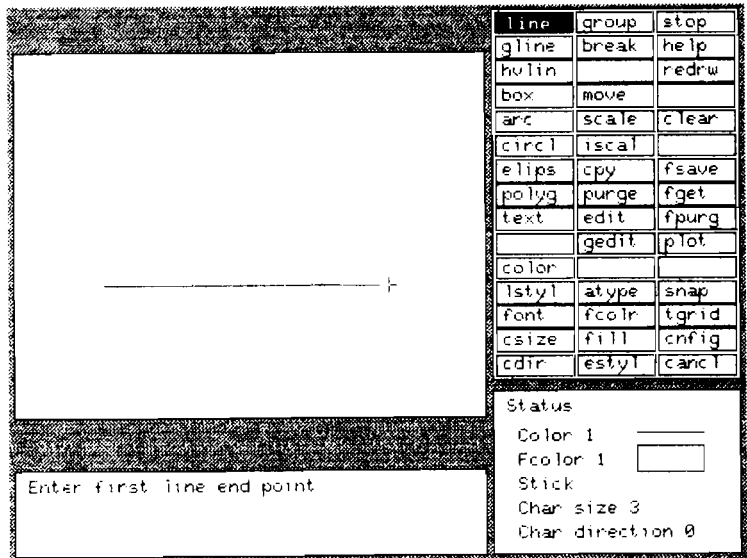 line group stop
gline break help
hvlin redrw
box move
arc scale clear
circl iscal
elips cpy fsave
polyg purge fget
text edit fpurg
gedit plot
color
lstyl atype snap
font fcolr tgrid
csize fill cnfig
cdir estyl cancl
Status
Color 1
Fcolor 1
Stick
Char size 3
Char direction 0
Enter first line end point